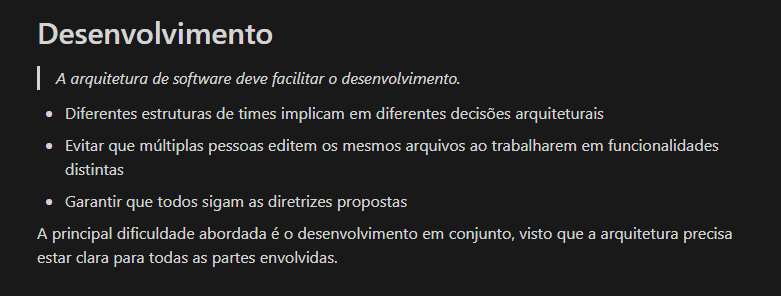 Desenvolvimento
A arquitetura de software deve facilitar o desenvolvimento.
• Diferentes estruturas de times implicam em diferentes decisões arquiteturais
• Evitar que múltiplas pessoas editem os mesmos arquivos ao trabalharem em funcionalidades
distintas
• Garantir que todos sigam as diretrizes propostas
A principal dificuldade abordada é o desenvolvimento em conjunto, visto que a arquitetura precisa
estar clara para todas as partes envolvidas.